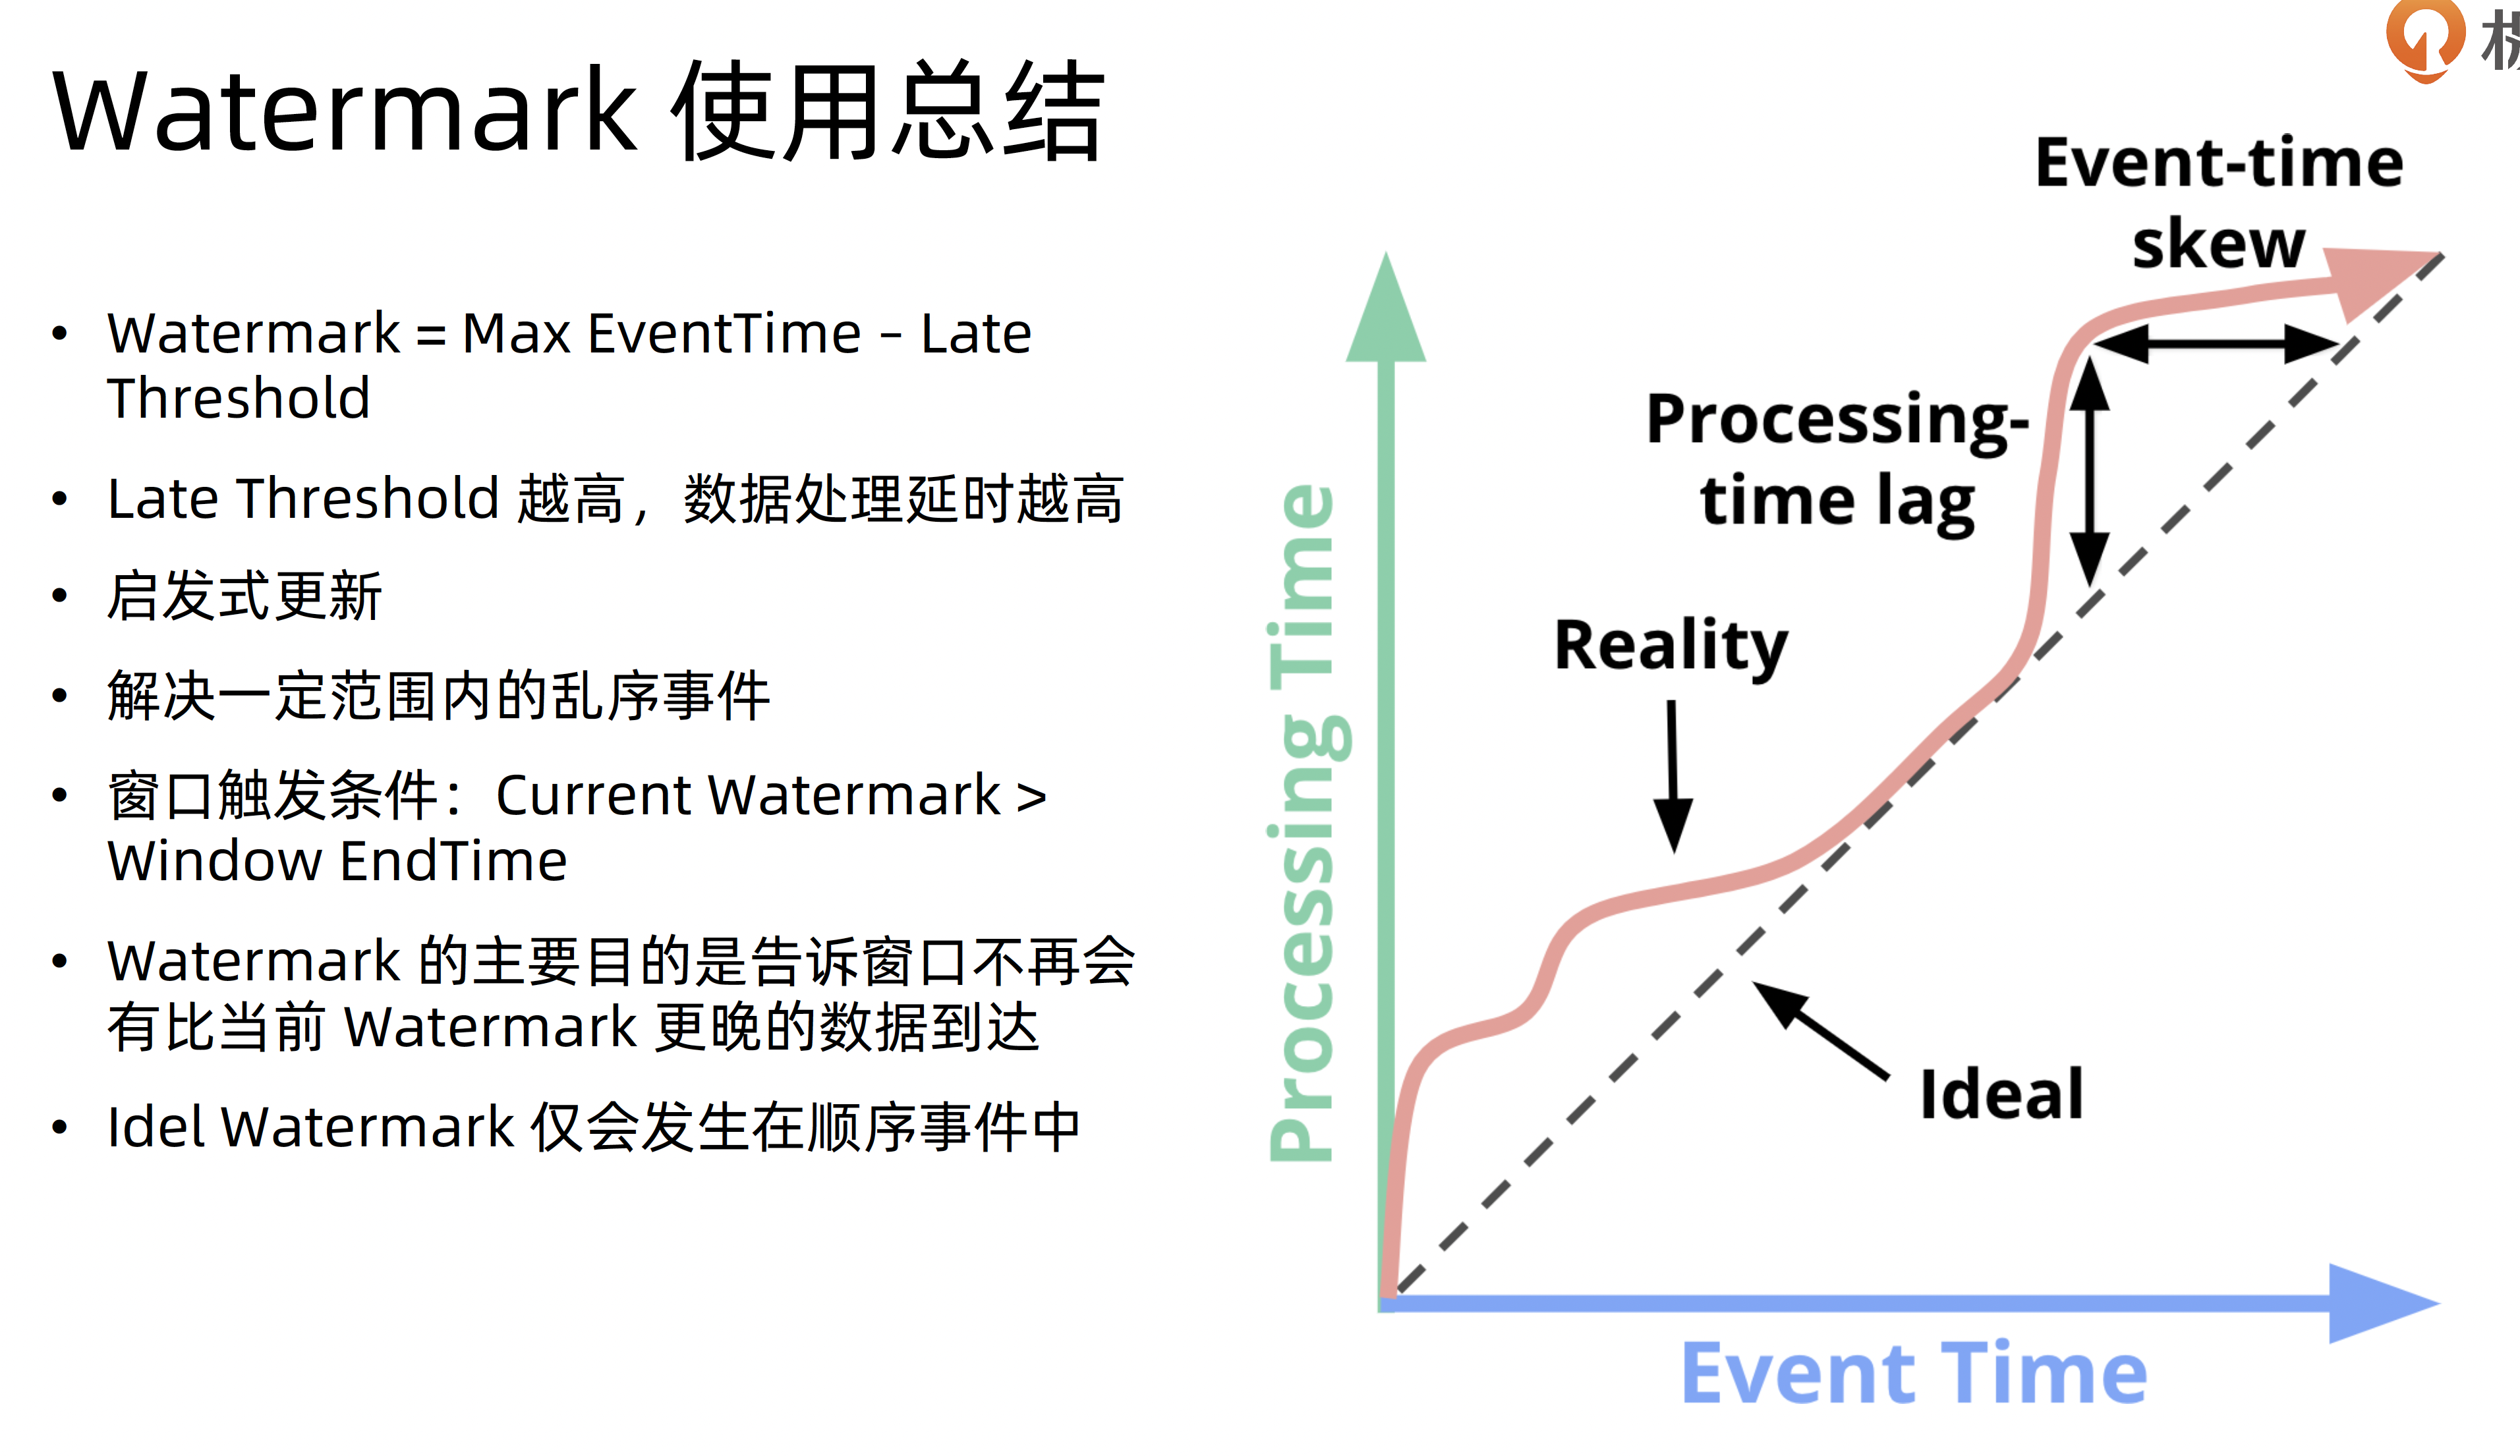 Watermark 使用总结
• Watermark = Max EventTime – Late
Threshold
• Late Threshold 越高，数据处理延时越高
• 启发式更新
• 解决一定范围内的乱序事件
• 窗口触发条件：Current Watermark >
Window EndTime
• Watermark 的主要目的是告诉窗口不再会
有比当前 Watermark 更晚的数据到达
• Idel Watermark 仅会发生在顺序事件中
Event-time
skew
Processing-
time lag
Reality
Ideal
Processing Time
Event Time